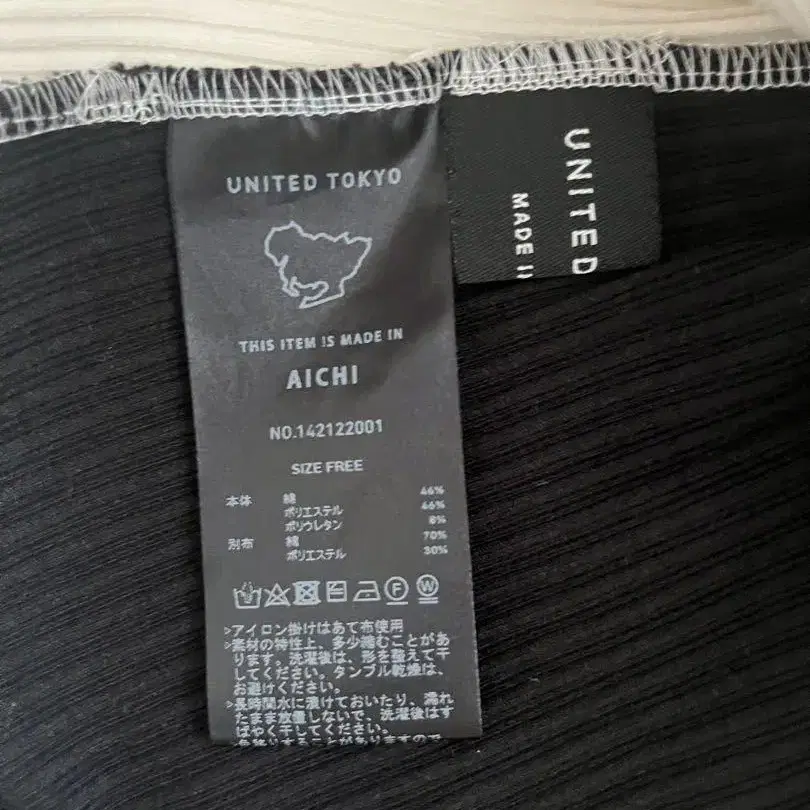 UNITED TOKYO
THIS ITEM IS MADE IN
AICHI
NO.142122001
SIZE FREE
本体 綿 46%
ポリエステル 46%
ポリウレタン 8%
別布 綿 70%
ポリエステル 30%
F W
▷アイロン掛けはあて布使用
▷素材の特性上、多少縮むことがあ
ります。洗濯後は、形を整えて干
してください。タンブル乾燥は、
お避けください。
▷長時間水に漬けておいたり、濡れ
たまま放置しないで、洗濯後はす
ばやく干してください。
UNITED
MADE I